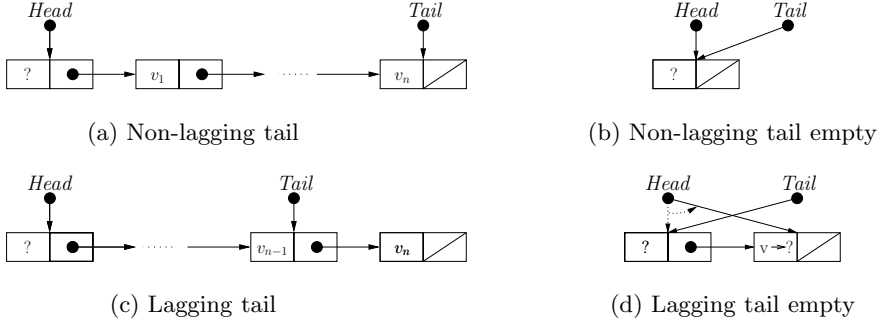 Head Tail Head Tail
? v1 ...... vn ?
(a) Non-lagging tail (b) Non-lagging tail empty
Head Tail Head Tail
? ...... vn−1 vn ? v→?
(c) Lagging tail (d) Lagging tail empty